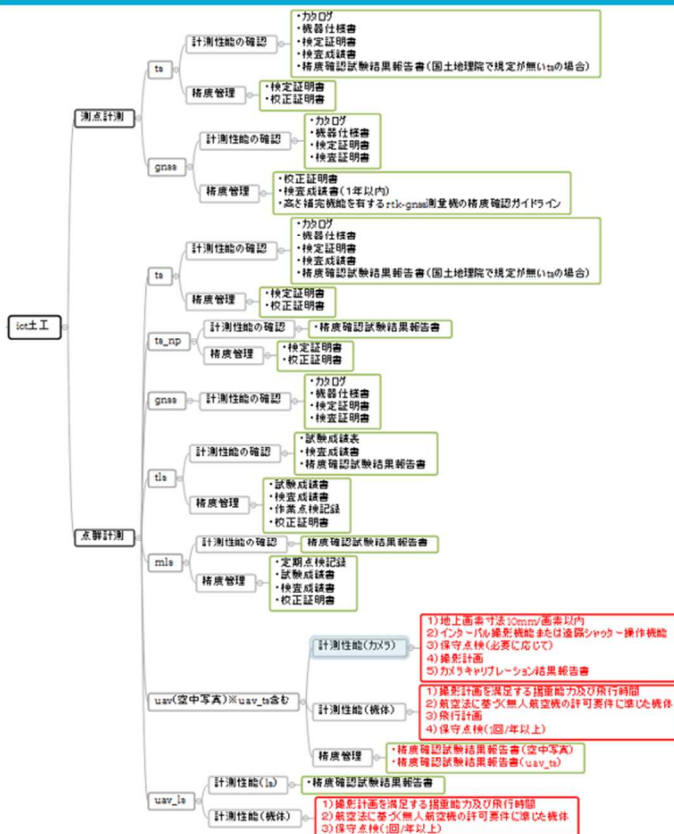 ict土工
測点計測
ts
計測性能の確認
・カタログ
・機器仕様書
・検定証明書
・検査成績書
・精度確認試験結果報告書(国土地理院で規定が無いtsの場合)
精度管理
・検定証明書
・校正証明書
gnss
計測性能の確認
・カタログ
・機器仕様書
・検定証明書
・検査証明書
精度管理
・校正証明書
・検査成績書(1年以内)
・高さ補完機能を有するrtk-gnss測量機の精度確認ガイドライン
点群計測
ts
計測性能の確認
・カタログ
・機器仕様書
・検定証明書
・検査成績書
・精度確認試験結果報告書(国土地理院で規定が無いtsの場合)
精度管理
・検定証明書
・校正証明書
ts_np
計測性能の確認
・精度確認試験結果報告書
精度管理
・検定証明書
・校正証明書
gnss
計測性能の確認
・カタログ
・機器仕様書
・検定証明書
・検査証明書
tls
計測性能の確認
・試験成績表
・検査成績書
・精度確認試験結果報告書
精度管理
・試験成績書
・検査成績書
・作業点検記録
・校正証明書
mls
計測性能の確認
・精度確認試験結果報告書
精度管理
・定期点検記録
・試験成績書
・検査成績書
・校正証明書
uav(空中写真)※uav_ts含む
計測性能(カメラ)
1)地上画素寸法10mm/画素以内
2)インターバル撮影機能または遠隔シャッター操作機能
3)保守点検(必要に応じて)
4)撮影計画
5)カメラキャリブレーション結果報告書
計測性能(機体)
1)撮影計画を満足する揚重能力及び飛行時間
2)航空法に基づく(無人航空機の許可要件に準じた機体
3)飛行計画
4)保守点検(1回/年以上)
精度管理
・精度確認試験結果報告書(空中写真)
・精度確認試験結果報告書(uav_ts)
uav_ls
計測性能(ls)
・精度確認試験結果報告書
計測性能(機体)
1)撮影計画を満足する揚重能力及び飛行時間
2)航空法に基づく(無人航空機の許可要件に準じた機体
3)保守点検(1回/年以上)